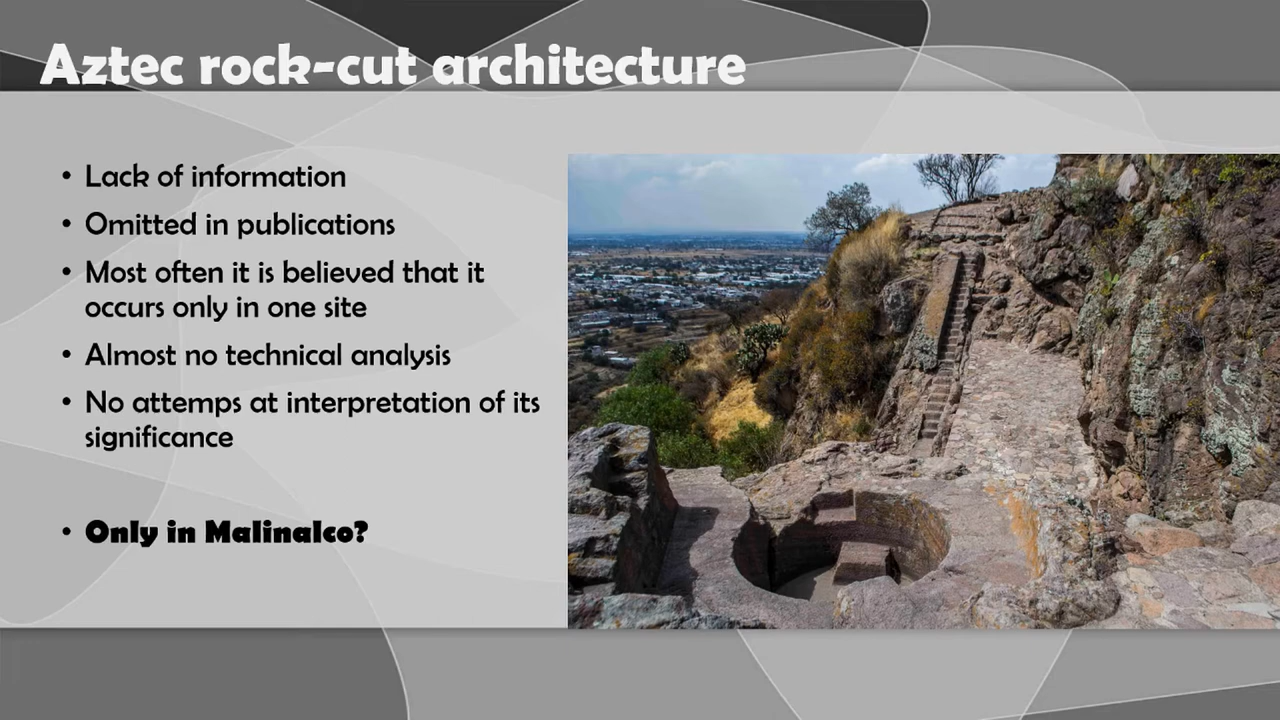 Aztec rock-cut architecture
• Lack of information
• Omitted in publications
• Most often it is believed that it
occurs only in one site
• Almost no technical analysis
• No attemps at interpretation of its
significance
• Only in Malinalco?